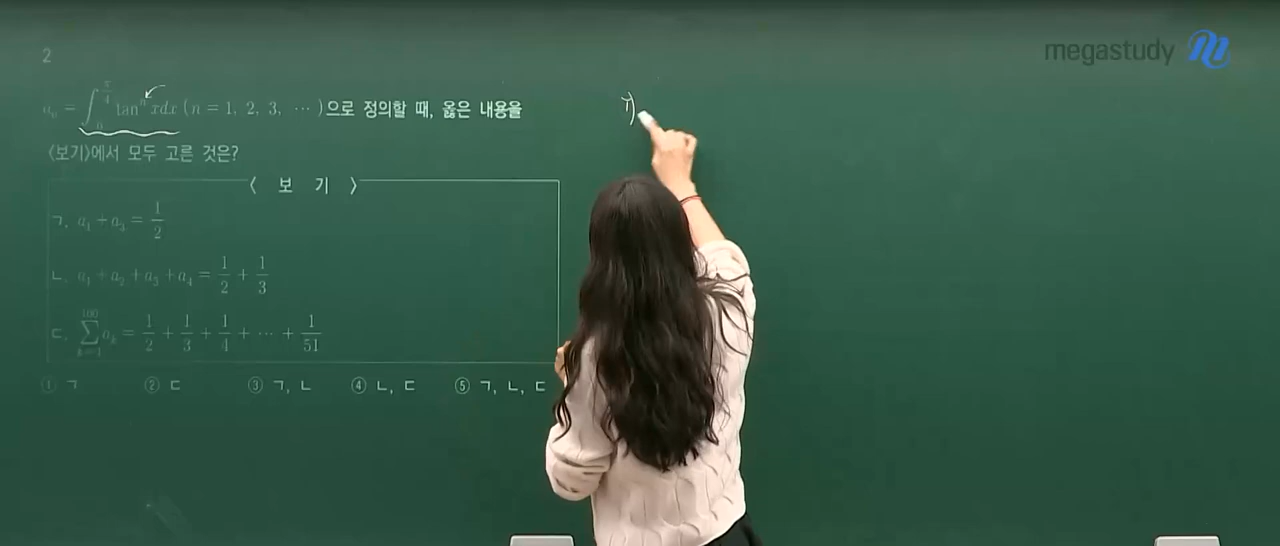 megastudy
2
aₙ = ∫₀^{π/4} tanⁿ x dx (n = 1, 2, 3, ⋯)으로 정의할 때, 옳은 내용을
〈보기〉에서 모두 고른 것은?
〈 보 기 〉
ㄱ. a₁ + a₃ = 1/2
ㄴ. a₁ + a₂ + a₃ + a₄ = 1/2 + 1/3
ㄷ. ∑_{k=1}^{100} aₖ = 1/2 + 1/3 + 1/4 + ⋯ + 1/51
① ㄱ ② ㄷ ③ ㄱ, ㄴ ④ ㄴ, ㄷ ⑤ ㄱ, ㄴ, ㄷ
ㄱ)